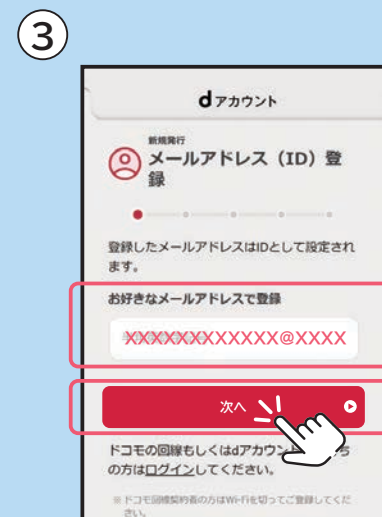 ③
dアカウント
新規発行
メールアドレス（ID）登
録
登録したメールアドレスはIDとして設定され
ます。
お好きなメールアドレスで登録
XXXXXXXXXXXXX@XXXX
次へ
ドコモの回線もしくはdアカウン
の方はログインしてください。
※ドコモ回線契約者の方はWi-Fiを切ってご登録してくだ
さい。